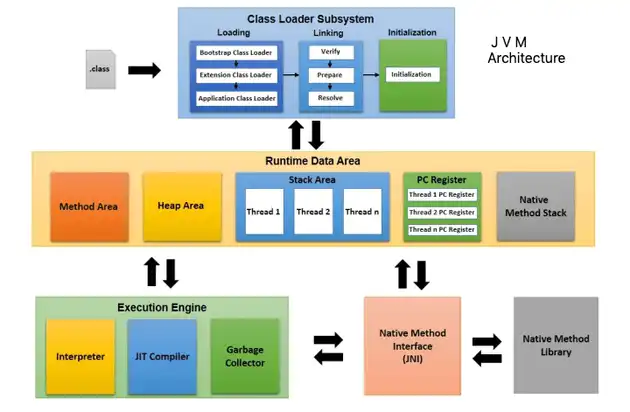 Class Loader Subsystem
J V M
Architecture
.class
Loading
Bootstrap Class Loader
Extension Class Loader
Application Class Loader
Linking
Verify
Prepare
Resolve
Initialization
Initialization
Runtime Data Area
Method Area
Heap Area
Stack Area
Thread 1
Thread 2
Thread n
PC Register
Thread 1 PC Register
Thread 2 PC Register
Thread n PC Register
Native
Method Stack
Execution Engine
Interpreter
JIT Compiler
Garbage
Collector
Native Method
Interface
(JNI)
Native Method
Library